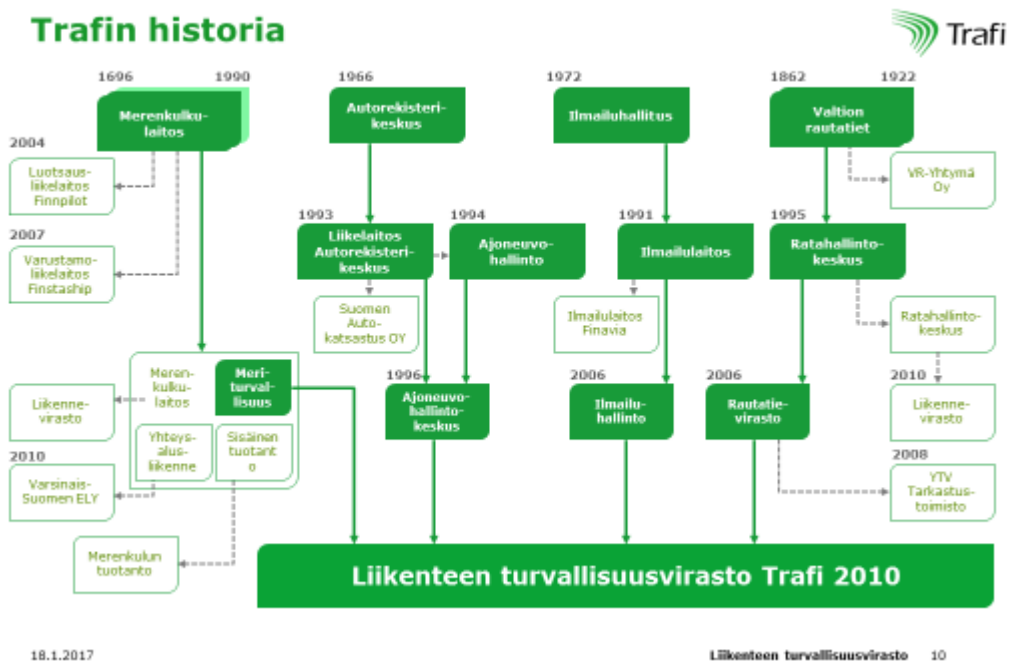 Trafin historia
Trafi
1696
1990
1966
1972
1862
1922
Merenkulku-
laitos
Autorekisteri-
keskus
Ilmailuhallitus
Valtion
rautatiet
2004
Luotsaus-
liikelaitos
Finnpilot
VR-Yhtymä
Oy
2007
Varustamo-
liikelaitos
Finstaship
1993
Liikelaitos
Autorekisteri-
keskus
1994
Ajoneuvo-
hallinto
1991
Ilmailulaitos
1995
Ratahallinto-
keskus
Suomen
Auto-
katsastus OY
Ilmailulaitos
Finavia
Ratahallinto-
keskus
Meren-
kulku-
laitos
Meri-
turval-
lisuus
1996
Ajoneuvo-
hallinto-
keskus
2006
Ilmailu-
hallinto
2006
Rautatie-
virasto
2010
Liikenne-
virasto
Liikenne-
virasto
Yhteys-
alus-
liikenne
Sisäinen
tuotant
o
2010
Varsinais-
Suomen ELY
2008
YTV
Tarkastus-
toimisto
Merenkulun
tuotanto
Liikenteen turvallisuusvirasto Trafi 2010
18.1.2017
Liikenteen turvallisuusvirasto
10